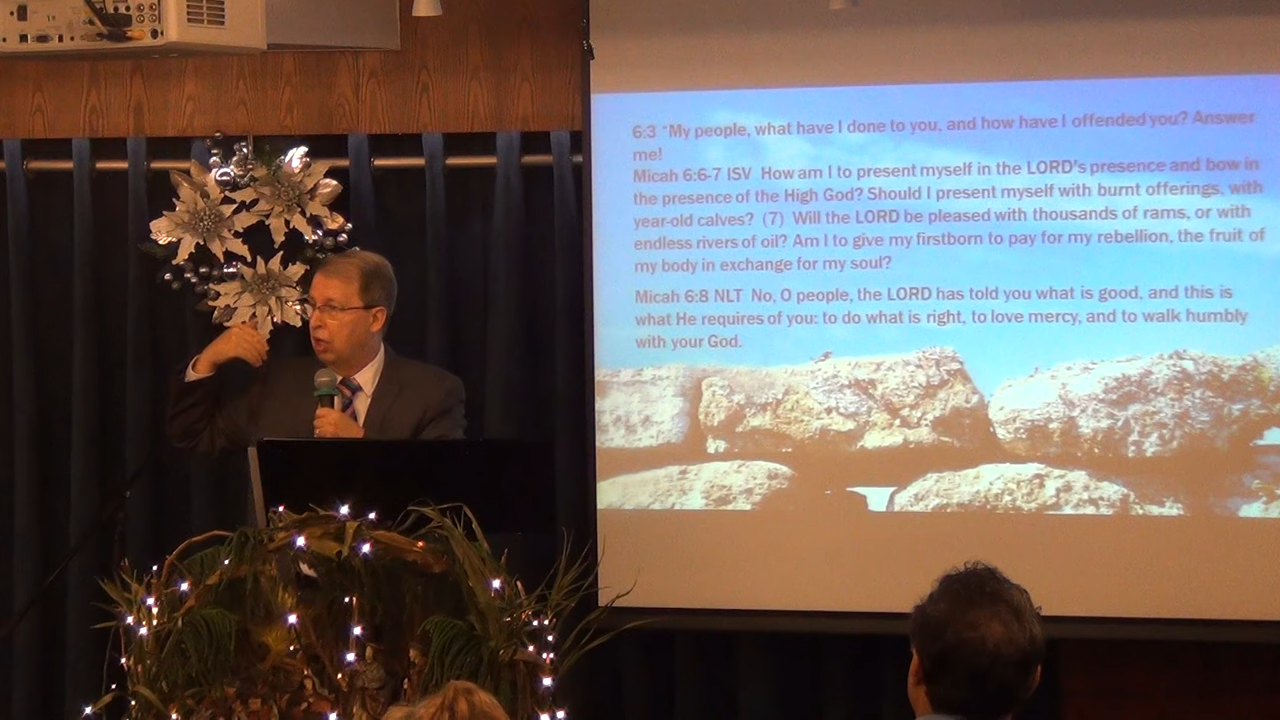 6:3 “My people, what have I done to you, and how have I offended you? Answer
me!
Micah 6:6-7 ISV How am I to present myself in the LORD's presence and bow in
the presence of the High God? Should I present myself with burnt offerings, with
year-old calves? (7) Will the LORD be pleased with thousands of rams, or with
endless rivers of oil? Am I to give my firstborn to pay for my rebellion, the fruit of
my body in exchange for my soul?
Micah 6:8 NLT No, O people, the LORD has told you what is good, and this is
what He requires of you: to do what is right, to love mercy, and to walk humbly
with your God.